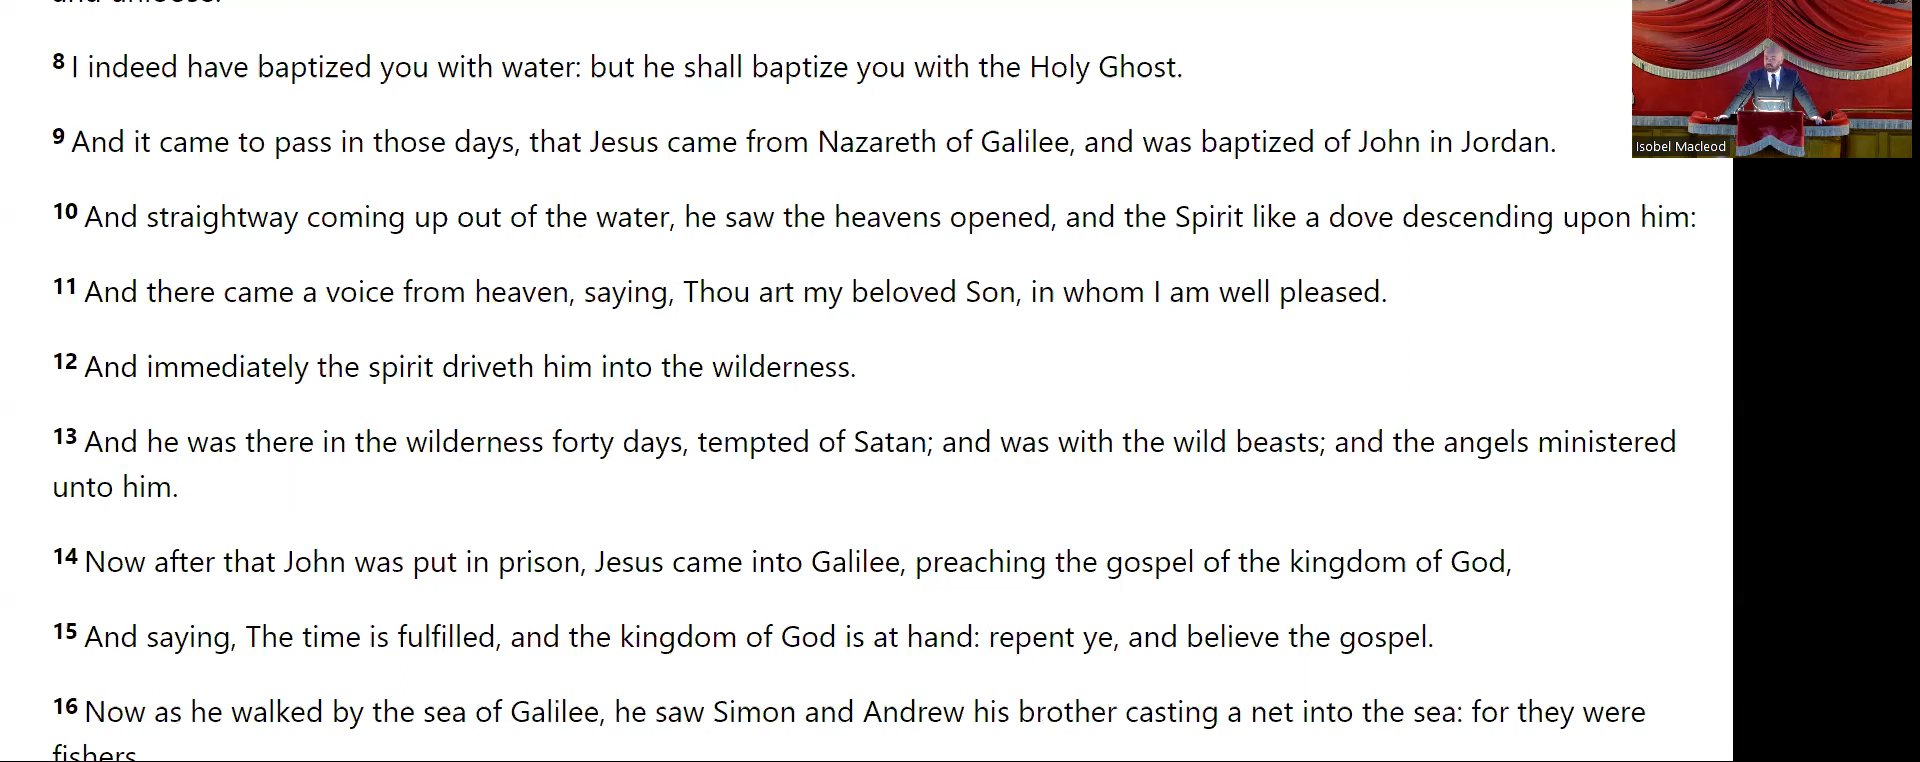 and unloose.
8 I indeed have baptized you with water: but he shall baptize you with the Holy Ghost.
9 And it came to pass in those days, that Jesus came from Nazareth of Galilee, and was baptized of John in Jordan.
10 And straightway coming up out of the water, he saw the heavens opened, and the Spirit like a dove descending upon him:
11 And there came a voice from heaven, saying, Thou art my beloved Son, in whom I am well pleased.
12 And immediately the spirit driveth him into the wilderness.
13 And he was there in the wilderness forty days, tempted of Satan; and was with the wild beasts; and the angels ministered
unto him.
14 Now after that John was put in prison, Jesus came into Galilee, preaching the gospel of the kingdom of God,
15 And saying, The time is fulfilled, and the kingdom of God is at hand: repent ye, and believe the gospel.
16 Now as he walked by the sea of Galilee, he saw Simon and Andrew his brother casting a net into the sea: for they were
fishers.
Isobel Macleod